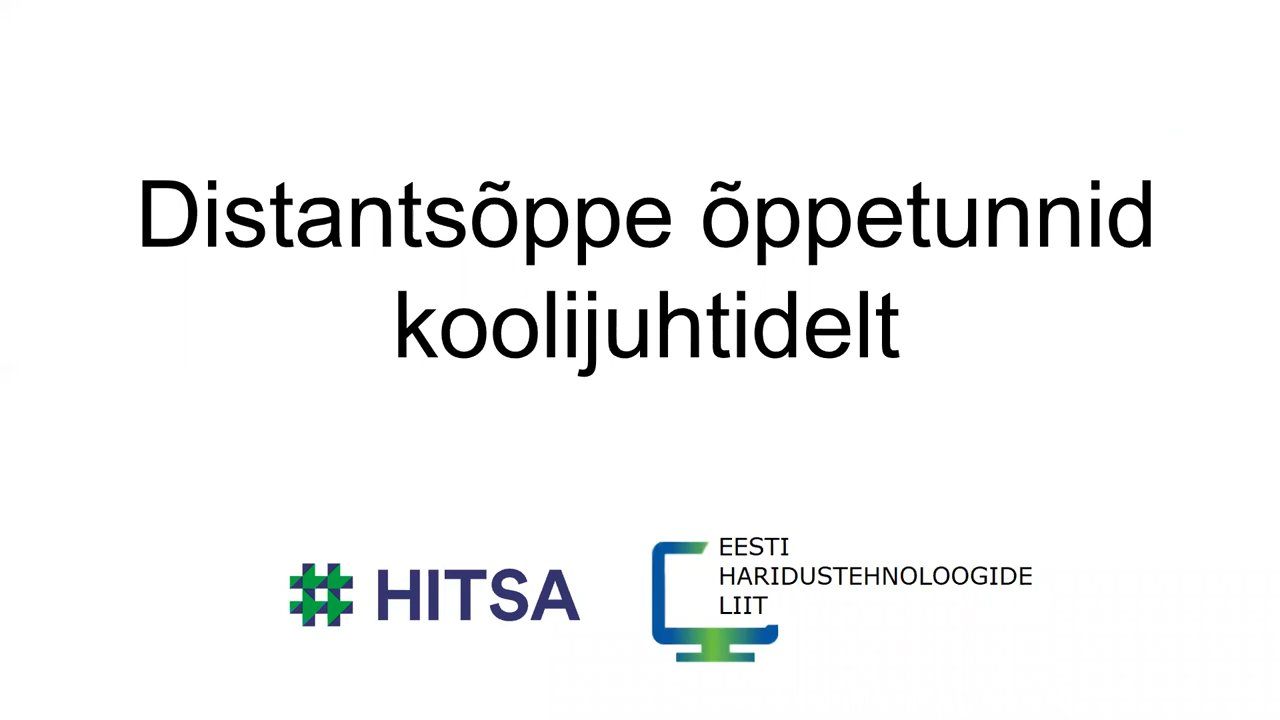 Distantsõppe õppetunnid
koolijuhtidelt
HITSA
EESTI
HARIDUSTEHNOLOOGIDE
LIIT